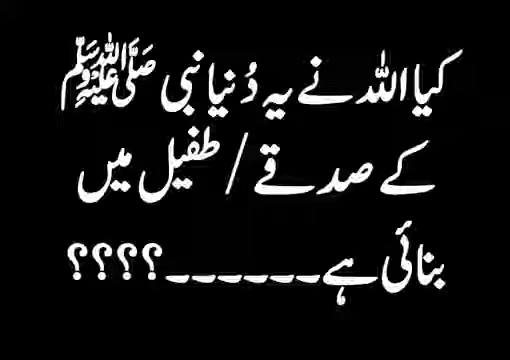 کیا اللہ نے یہ دُنیا نبی ﷺ
کے صدقے / طفیل میں
بنائی ہے۔۔۔۔۔۔؟؟؟؟